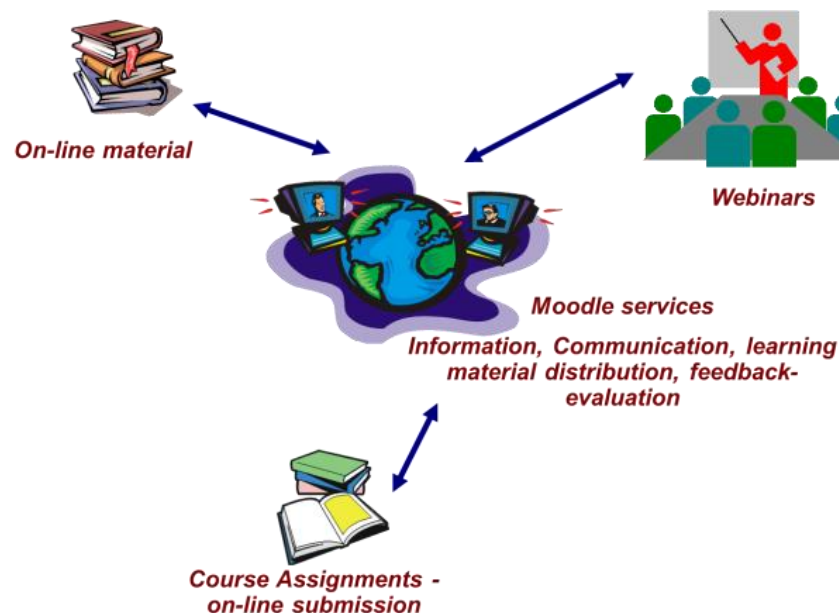 On-line material
Webinars
Moodle services
Information, Communication, learning
material distribution, feedback-
evaluation
Course Assignments -
on-line submission